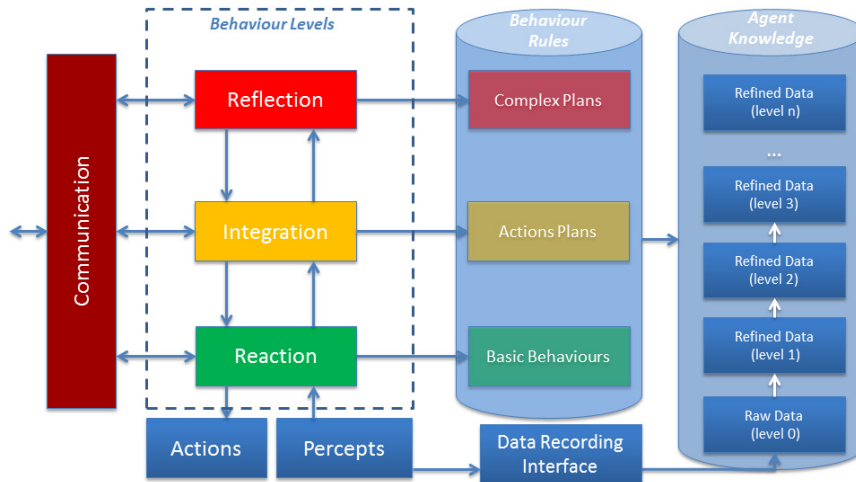 Behaviour Levels
Behaviour
Rules
Agent
Knowledge
Communication
Reflection
Complex Plans
Refined Data
(level n)
...
Integration
Actions Plans
Refined Data
(level 3)
Refined Data
(level 2)
Reaction
Basic Behaviours
Refined Data
(level 1)
Raw Data
(level 0)
Actions
Percepts
Data Recording
Interface